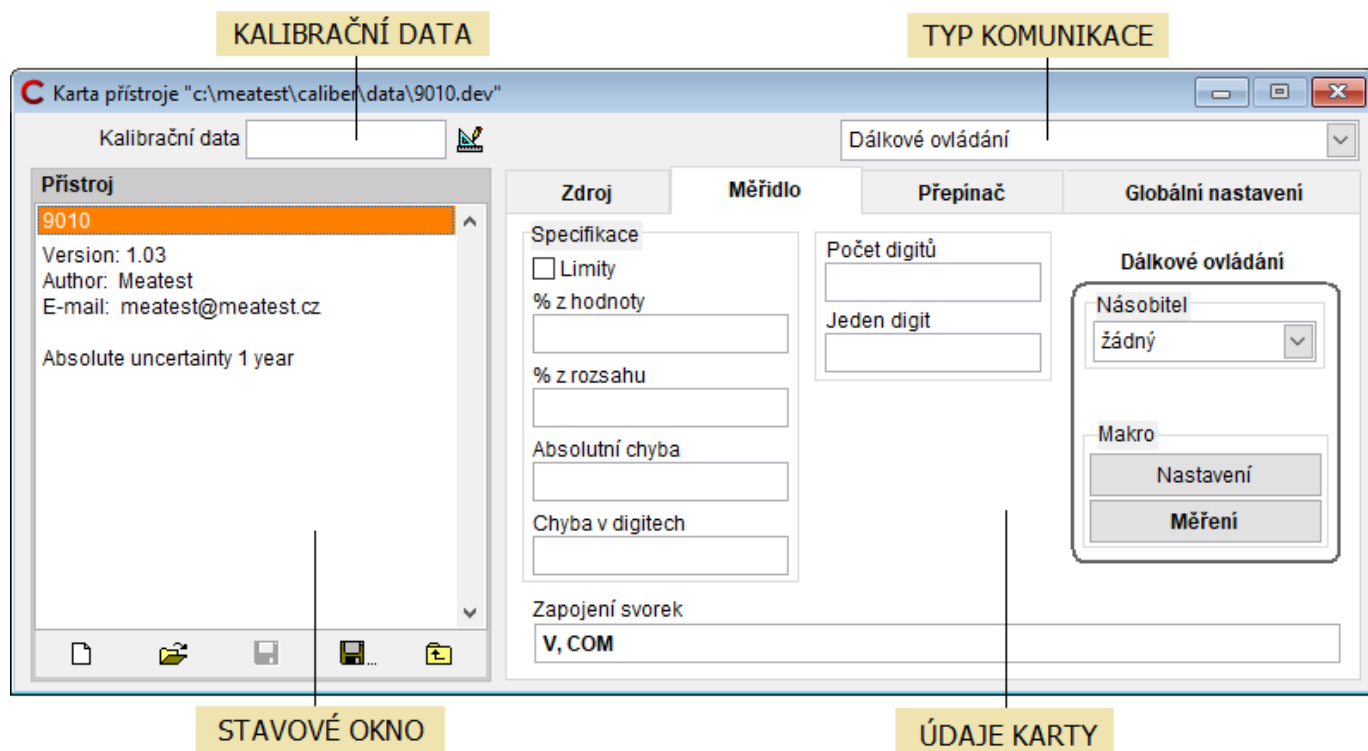 KALIBRAČNÍ DATA
TYP KOMUNIKACE
Karta přístroje "c:\meatest\caliber\data\9010.dev"
Kalibrační data
Dálkové ovládání
Přístroj
9010
Version: 1.03
Author: Meatest
E-mail: meatest@meatest.cz
Absolute uncertainty 1 year
Zdroj
Měřidlo
Přepínač
Globální nastavení
Specifikace
Limity
% z hodnoty
% z rozsahu
Absolutní chyba
Chyba v digitech
Počet digitů
Jeden digit
Dálkové ovládání
Násobitel
žádný
Makro
Nastavení
Měření
Zapojení svorek
V, COM
...
STAVOVÉ OKNO
ÚDAJE KARTY